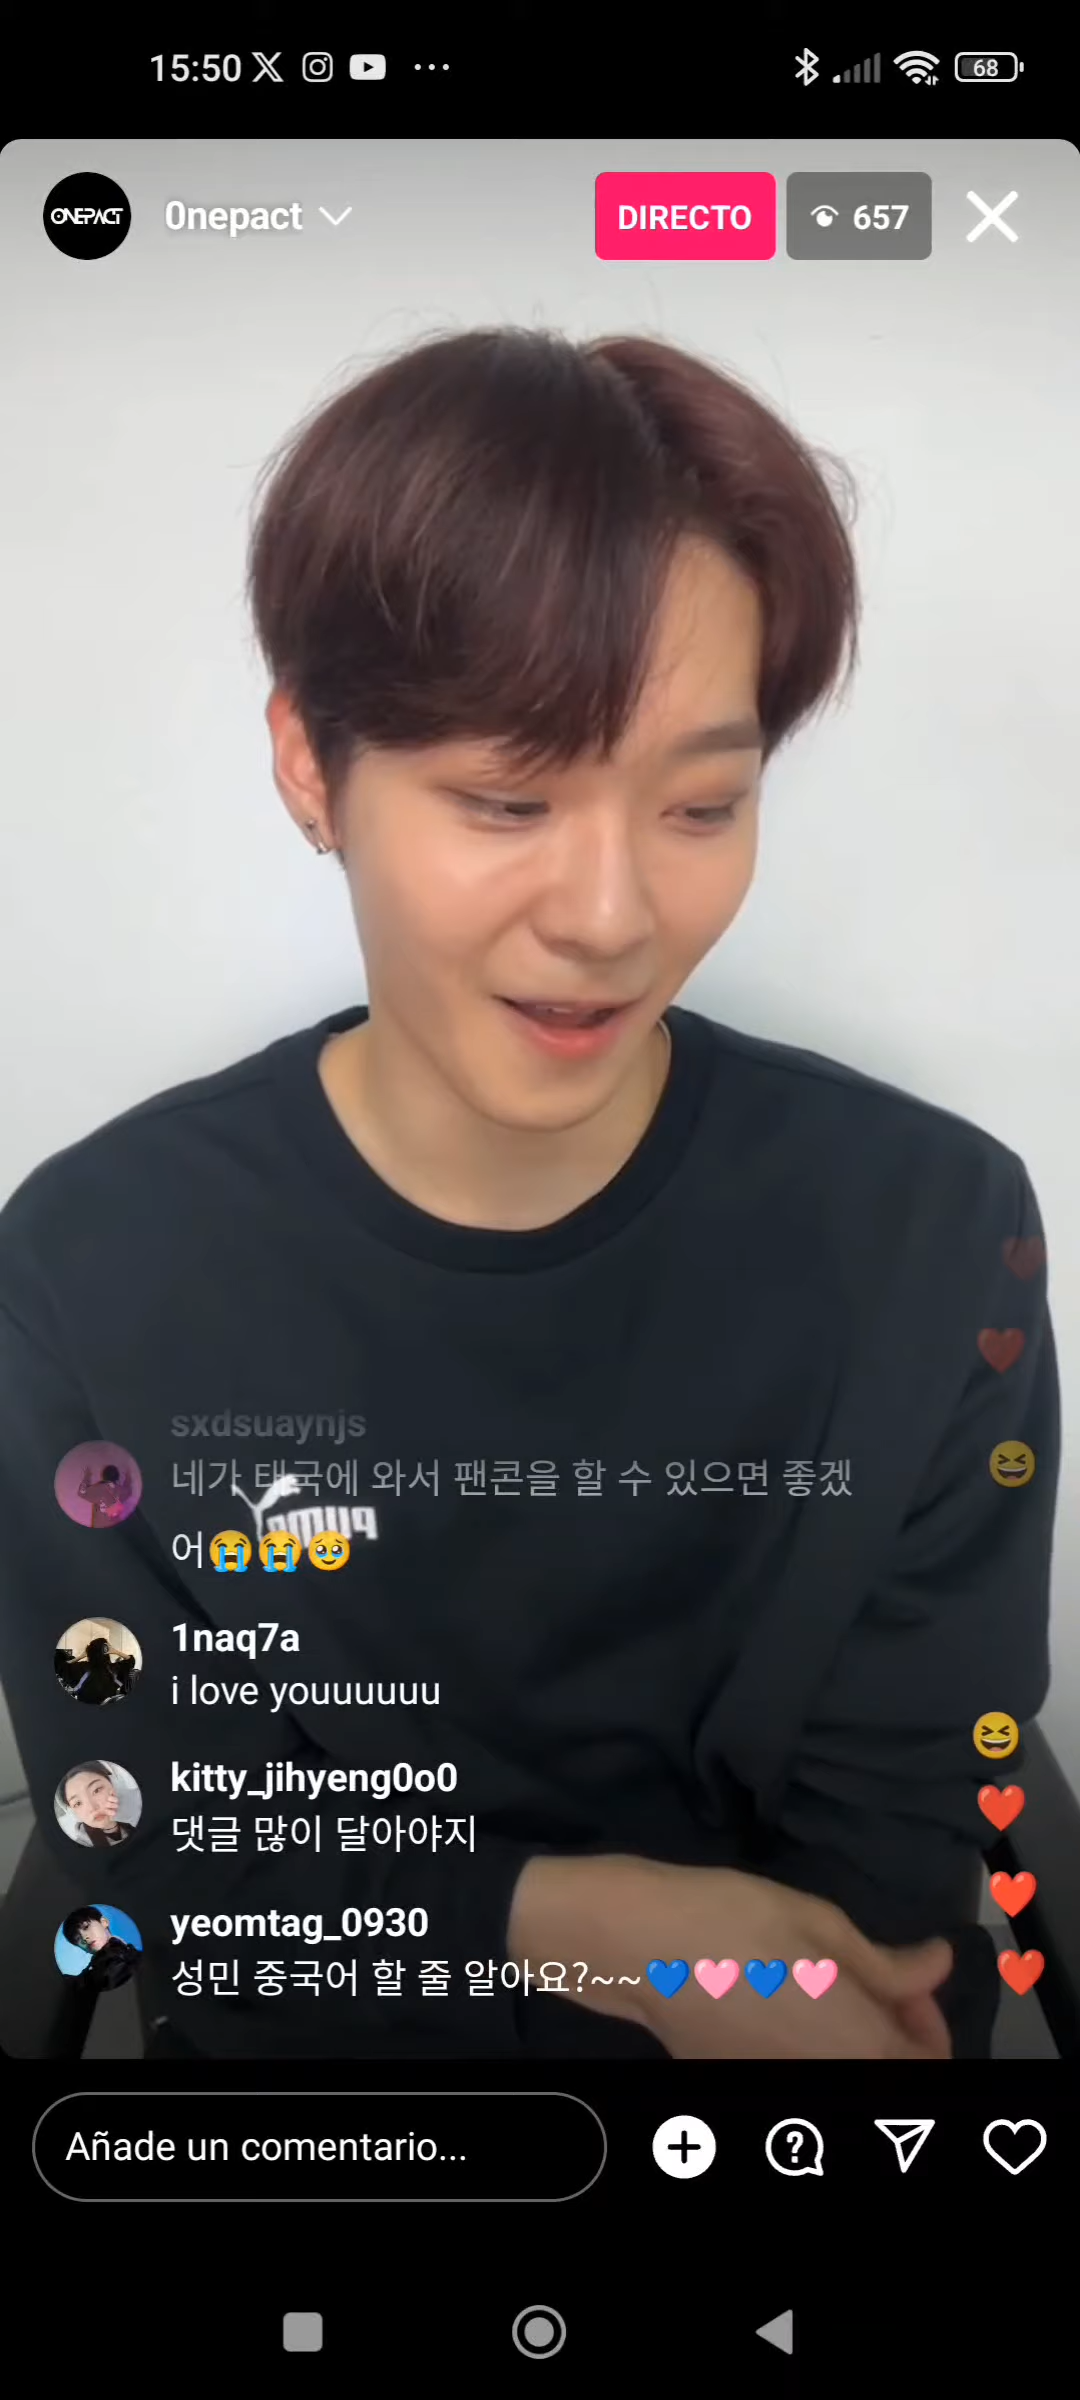 15:50
68
ONEPACT
0nepact
DIRECTO
657
sxdsuaynjs
네가 태국에 와서 팬콘을 할 수 있으면 좋겠
어😭😭🥹
1naq7a
i love youuuuuu
kitty_jihyeng0o0
댓글 많이 달아야지
yeomtag_0930
성민 중국어 할 줄 알아요?~~💙🩷💙🩷
Añade un comentario...